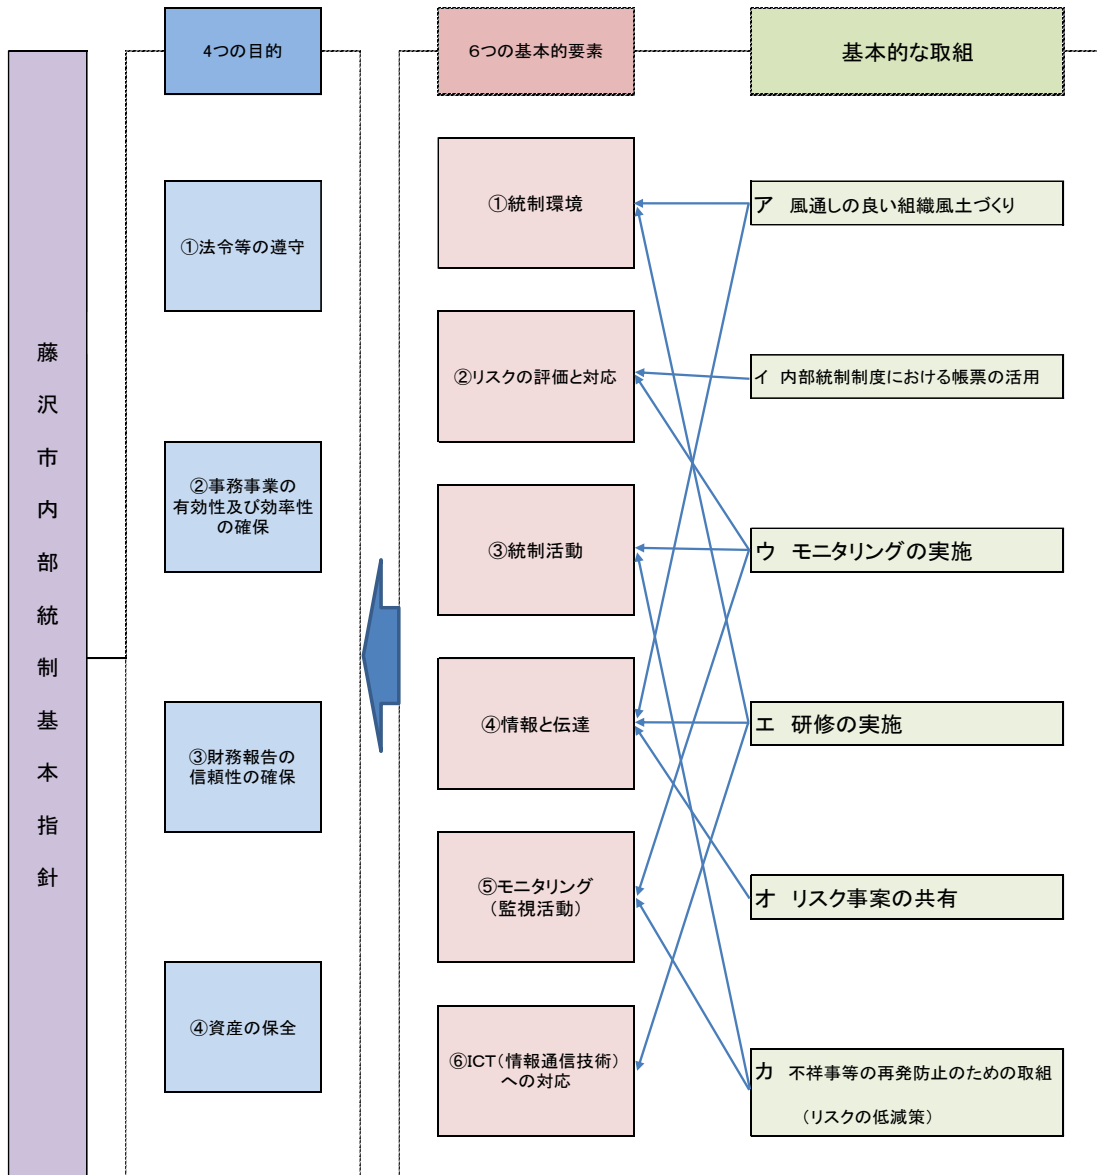 藤沢市内部統制基本指針
4つの目的
①法令等の遵守
②事務事業の
有効性及び効率性
の確保
③財務報告の
信頼性の確保
④資産の保全
6つの基本的要素
①統制環境
②リスクの評価と対応
③統制活動
④情報と伝達
⑤モニタリング
（監視活動）
⑥ICT（情報通信技術）
への対応
基本的な取組
ア 風通しの良い組織風土づくり
イ 内部統制制度における帳票の活用
ウ モニタリングの実施
エ 研修の実施
オ リスク事案の共有
カ 不祥事等の再発防止のための取組
（リスクの低減策）